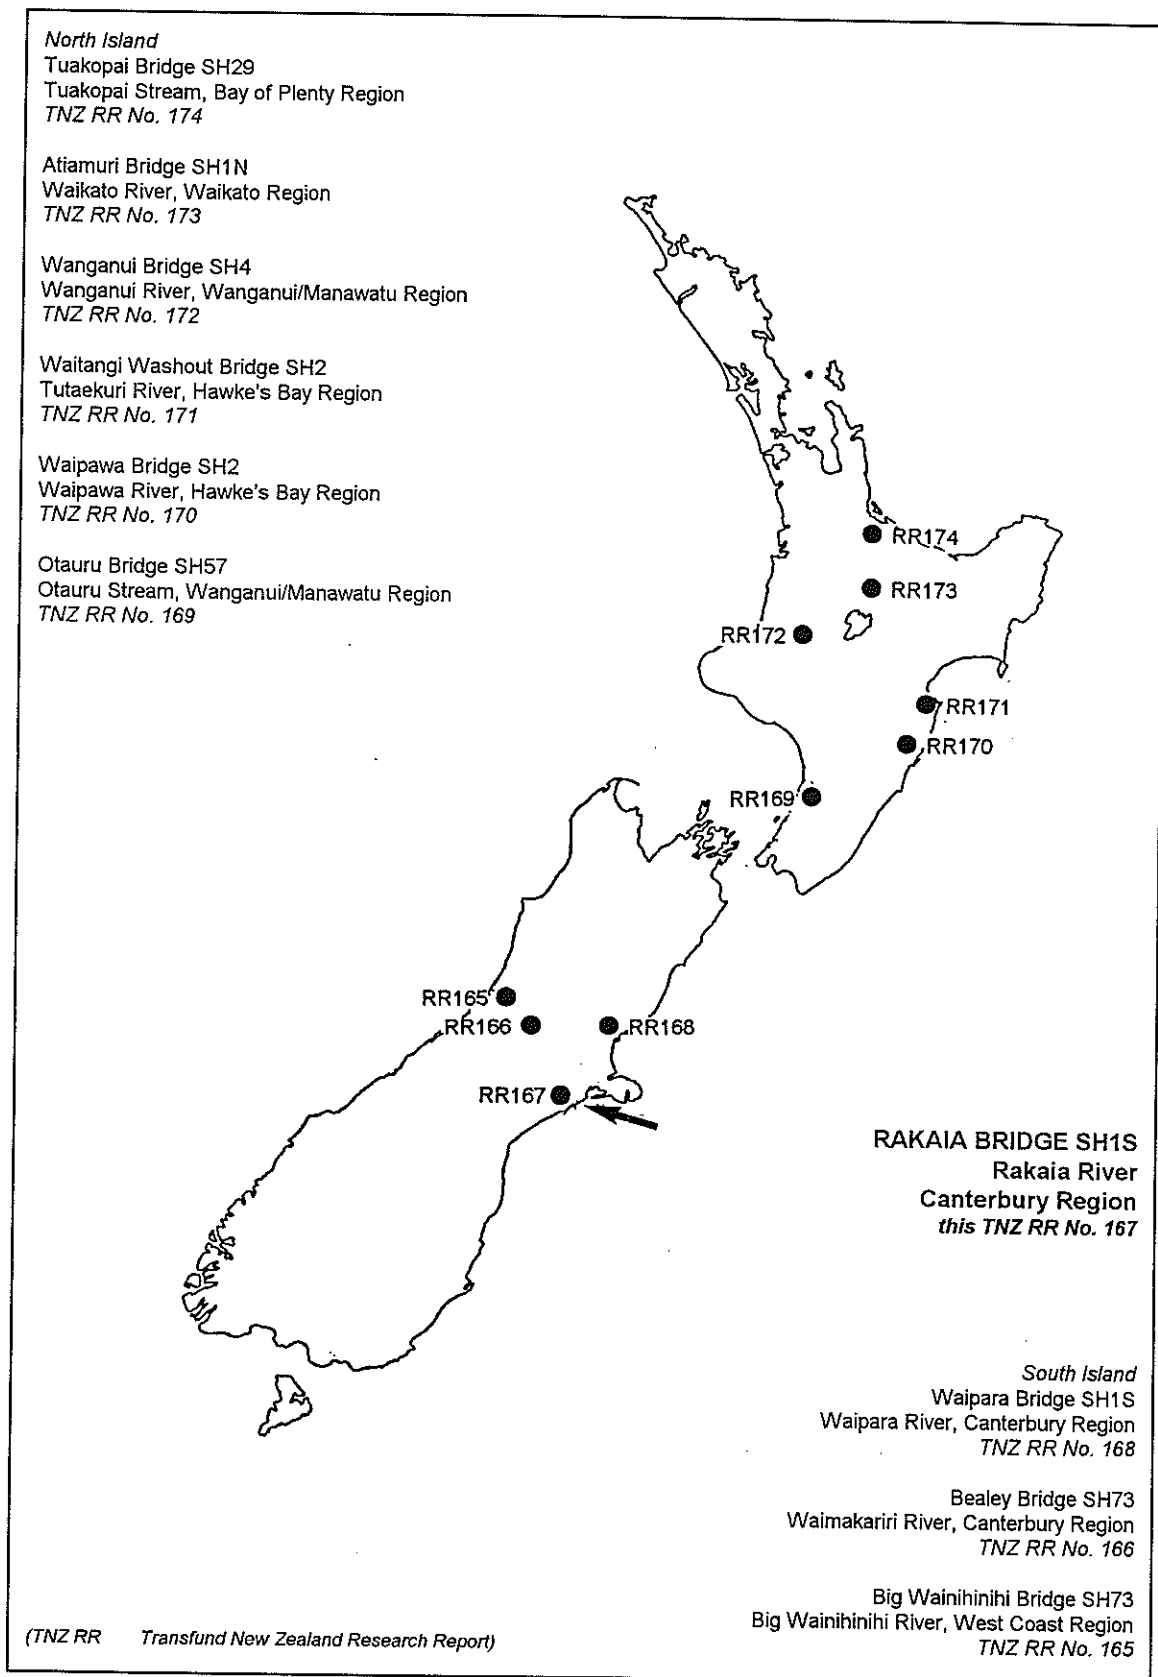 North Island
Tuakopai Bridge SH29
Tuakopai Stream, Bay of Plenty Region
TNZ RR No. 174
Atiamuri Bridge SH1N
Waikato River, Waikato Region
TNZ RR No. 173
Wanganui Bridge SH4
Wanganui River, Wanganui/Manawatu Region
TNZ RR No. 172
Waitangi Washout Bridge SH2
Tutaekuri River, Hawke's Bay Region
TNZ RR No. 171
Waipawa Bridge SH2
Waipawa River, Hawke's Bay Region
TNZ RR No. 170
Otauru Bridge SH57
Otauru Stream, Wanganui/Manawatu Region
TNZ RR No. 169
RR174
RR173
RR172
RR171
RR170
RR169
RR165
RR166
RR168
RR167
RAKAIA BRIDGE SH1S
Rakaia River
Canterbury Region
this TNZ RR No. 167
South Island
Waipara Bridge SH1S
Waipara River, Canterbury Region
TNZ RR No. 168
Bealey Bridge SH73
Waimakariri River, Canterbury Region
TNZ RR No. 166
Big Wainihinihi Bridge SH73
Big Wainihinihi River, West Coast Region
TNZ RR No. 165
(TNZ RR Transfund New Zealand Research Report)